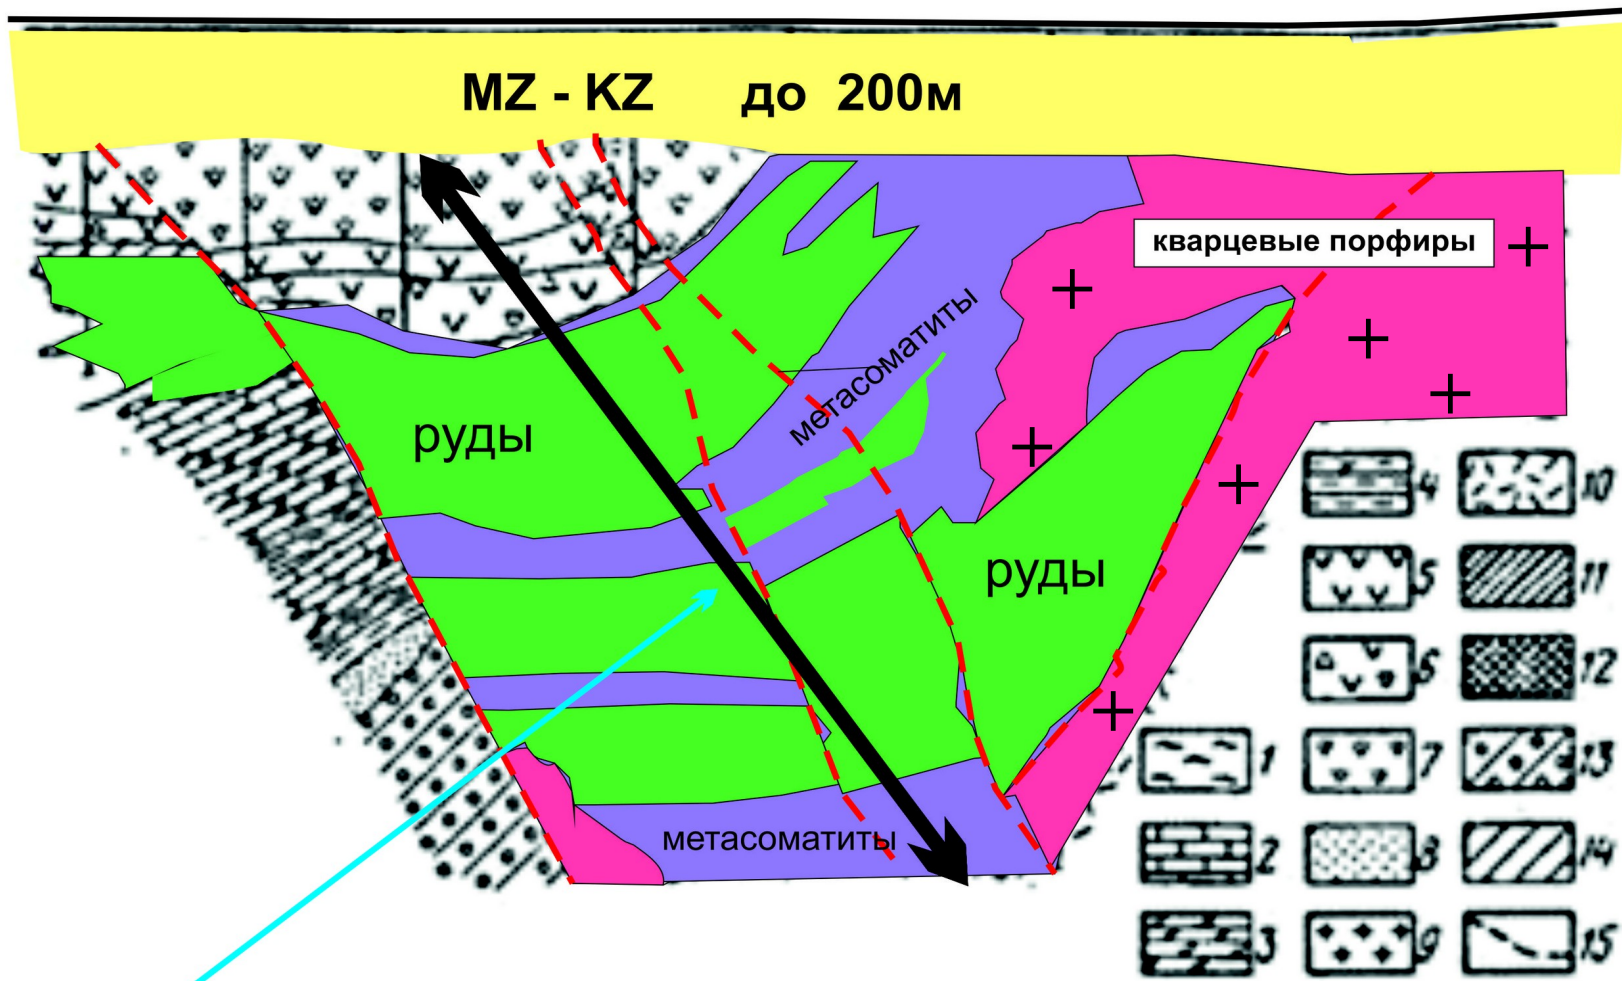 MZ - KZ до 200м
кварцевые порфиры
метасоматиты
руды
руды
метасоматиты
4 10
5 11
6 12
1 7 13
2 8 14
3 9 15